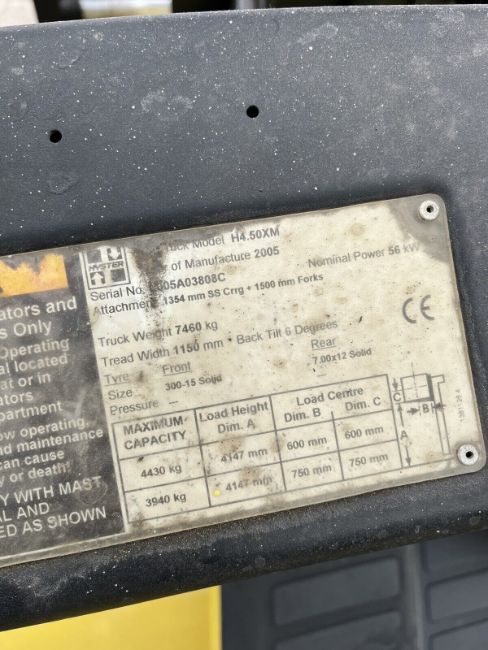 HYSTER
Truck Model H4.50XM
of Manufacture 2005
Nominal Power 56 kW
Serial No. 005A03808C
Attachment 1354 mm SS Crrg + 1500 mm Forks
Truck Weight 7460 kg
Tread Width 1150 mm - Back Tilt 6 Degrees
Tyre Front Rear
Size 300-15 Solid 7.00x12 Solid
Pressure —
MAXIMUM CAPACITY
Load Height Dim. A
Load Centre
Dim. B Dim. C
4430 kg 4147 mm 600 mm 600 mm
3940 kg 4147 mm 750 mm 750 mm
CE
C
B
A
ators and
s Only
Operating
al located
at or in
ators
partment
ow operating.
nd maintenance
can cause
y or death!
Y WITH MAST
AL AND
ED AS SHOWN